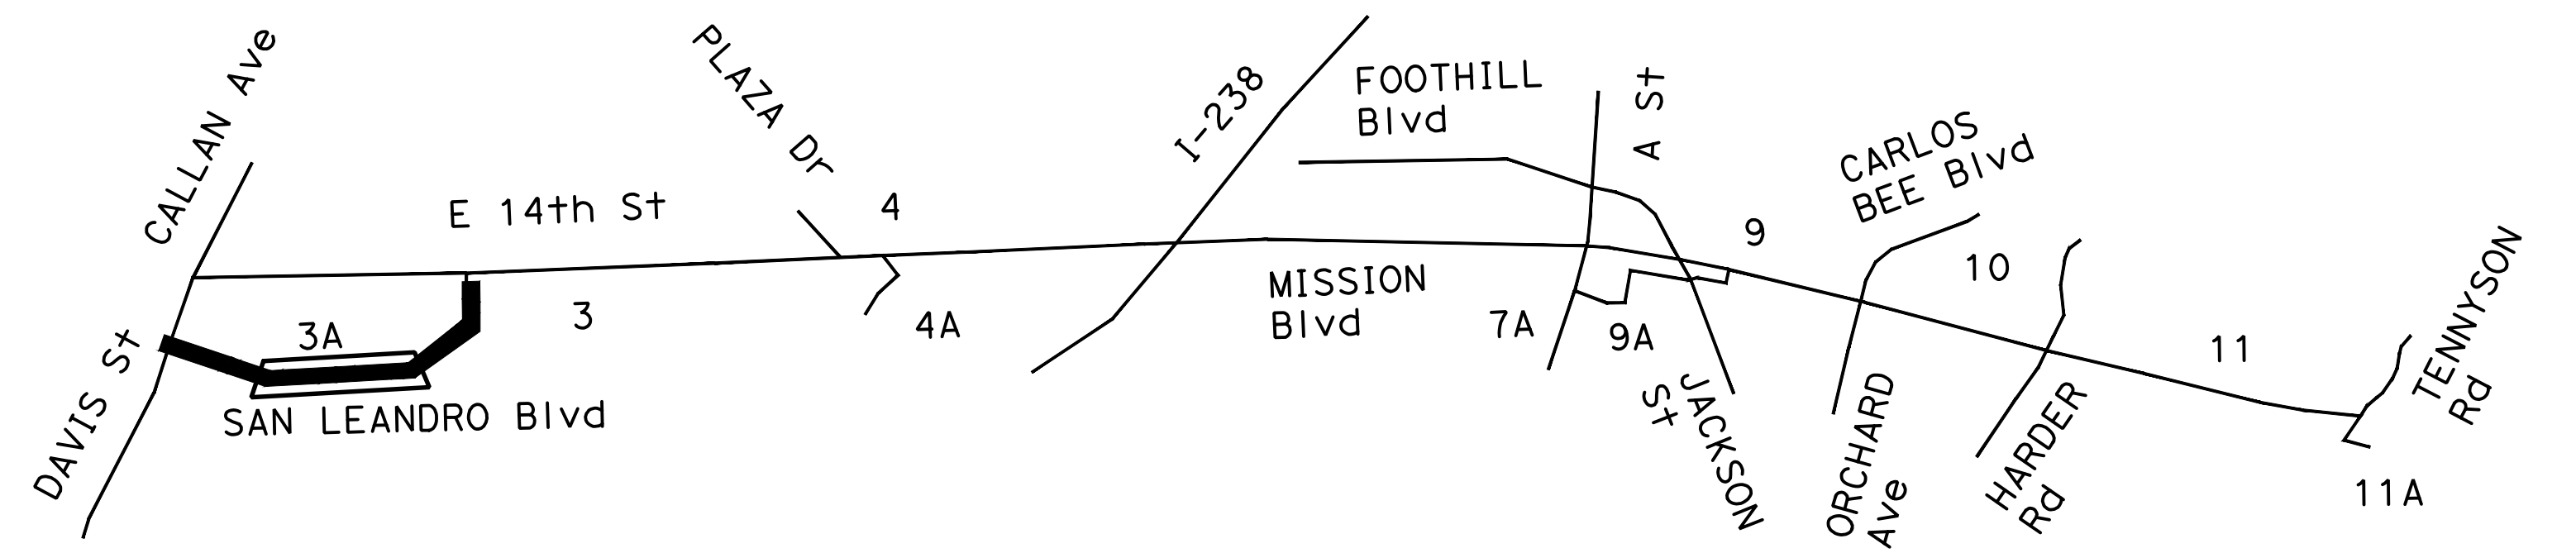 CALLAN Ave
DAVIS St
E 14th St
3A
3
SAN LEANDRO Blvd
PLAZA Dr
4
4A
I-238
FOOTHILL
Blvd
A St
MISSION
Blvd
7A
9
9A
JACKSON
St
CARLOS
BEE Blvd
ORCHARD
Ave
10
HARDER
Rd
11
TENNYSON
Rd
11A